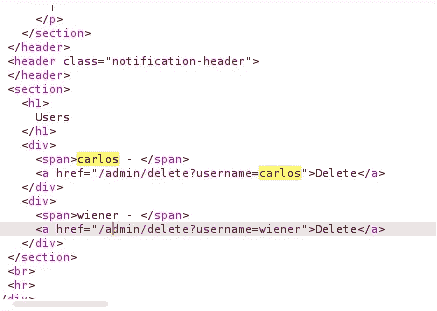 </p>
</section>
</header>
<header class="notification-header">
</header>
<section>
<h1>
Users
</h1>
<div>
<span>carlos - </span>
<a href="/admin/delete?username=carlos">Delete</a>
</div>
<div>
<span>wiener - </span>
<a href="/admin/delete?username=wiener">Delete</a>
</div>
</section>
<br>
<hr>
</div>